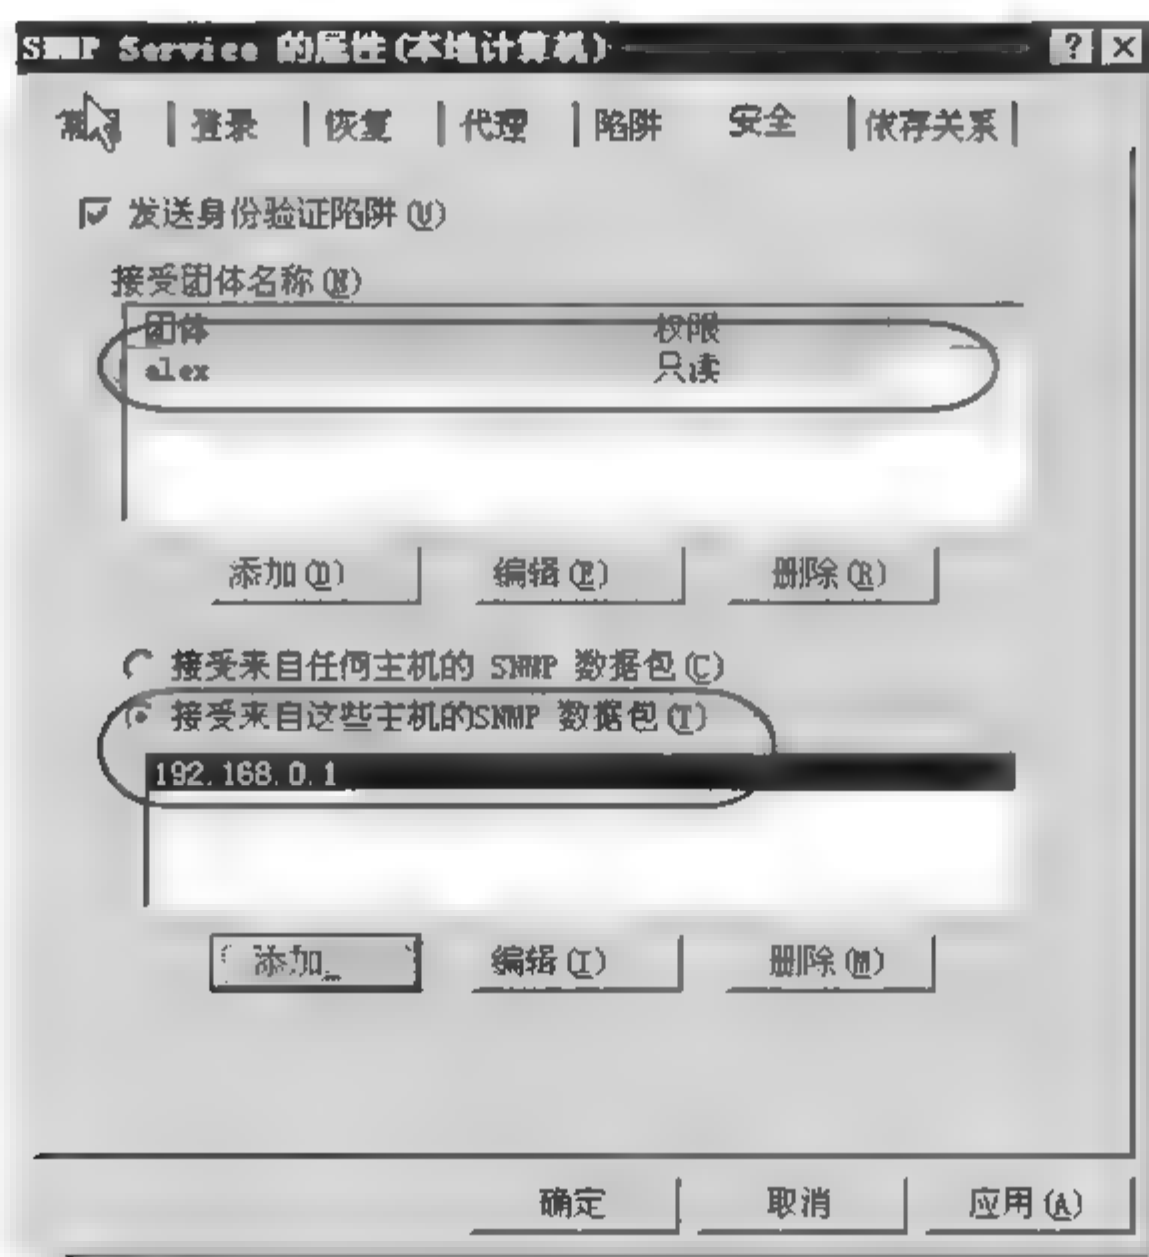 SNMP Service 的属性(本地计算机) ? ×
常规 登录 恢复 代理 陷阱 安全 依存关系
发送身份验证陷阱(U)
接受团体名称(N)
团体 权限
alex 只读
添加(D) 编辑(E) 删除(R)
接受来自任何主机的 SNMP 数据包(C)
接受来自这些主机的SNMP 数据包(T)
192.168.0.1
添加 编辑(I) 删除(M)
确定 取消 应用(A)